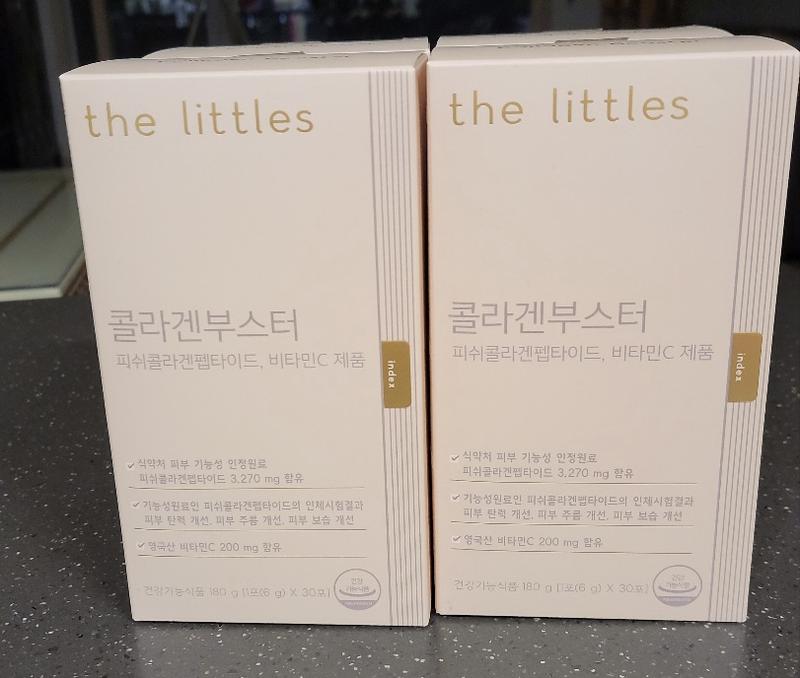 the littles
콜라겐부스터
피쉬콜라겐펩타이드, 비타민C 제품
index
식약처 피부 기능성 인정원료
피쉬콜라겐펩타이드 3,270 mg 함유
기능성원료인 피쉬콜라겐펩타이드의 인체시험결과
피부 탄력 개선, 피부 주름 개선, 피부 보습 개선
영국산 비타민C 200 mg 함유
건강기능식품 180 g [1포(6 g) X 30포]
건강
기능식품
the littles
콜라겐부스터
피쉬콜라겐펩타이드, 비타민C 제품
index
식약처 피부 기능성 인정원료
피쉬콜라겐펩타이드 3,270 mg 함유
기능성원료인 피쉬콜라겐펩타이드의 인체시험결과
피부 탄력 개선, 피부 주름 개선, 피부 보습 개선
영국산 비타민C 200 mg 함유
건강기능식품 180 g [1포(6 g) X 30포]
건강
기능식품